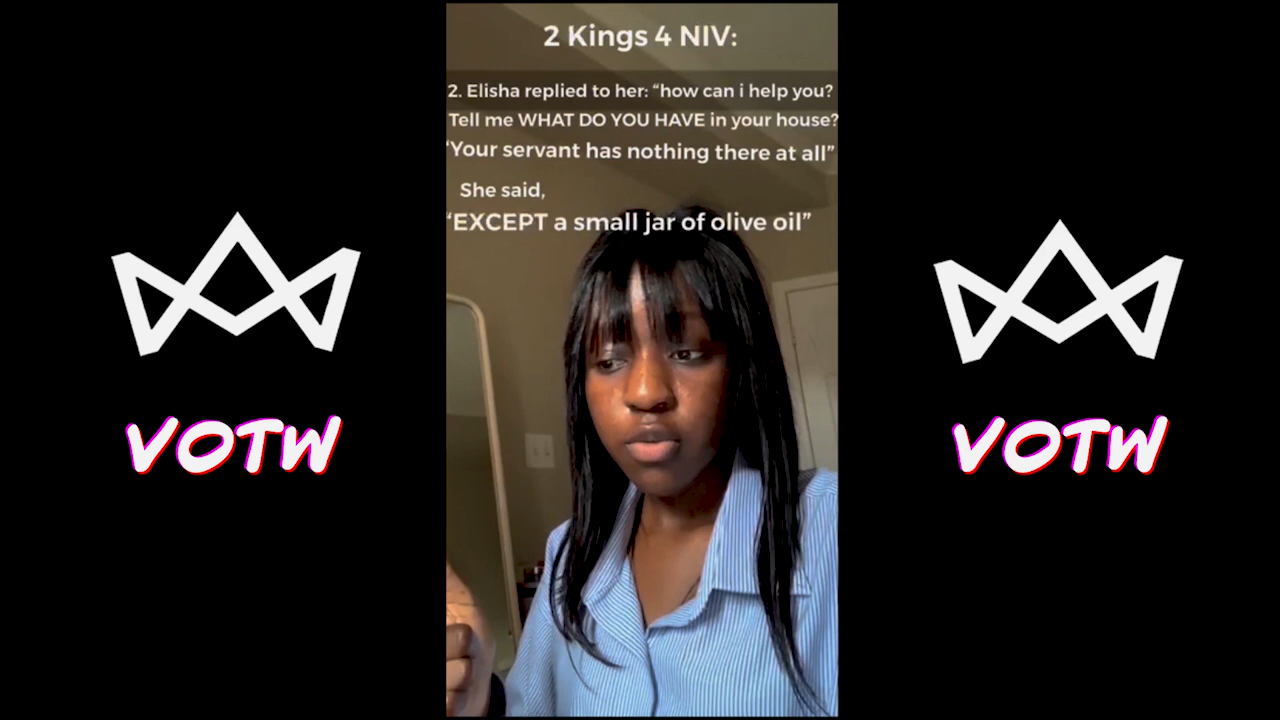 2 Kings 4 NIV:
2. Elisha replied to her: “how can i help you?
Tell me WHAT DO YOU HAVE in your house?
“Your servant has nothing there at all”
She said,
“EXCEPT a small jar of olive oil”
VOTW
VOTW